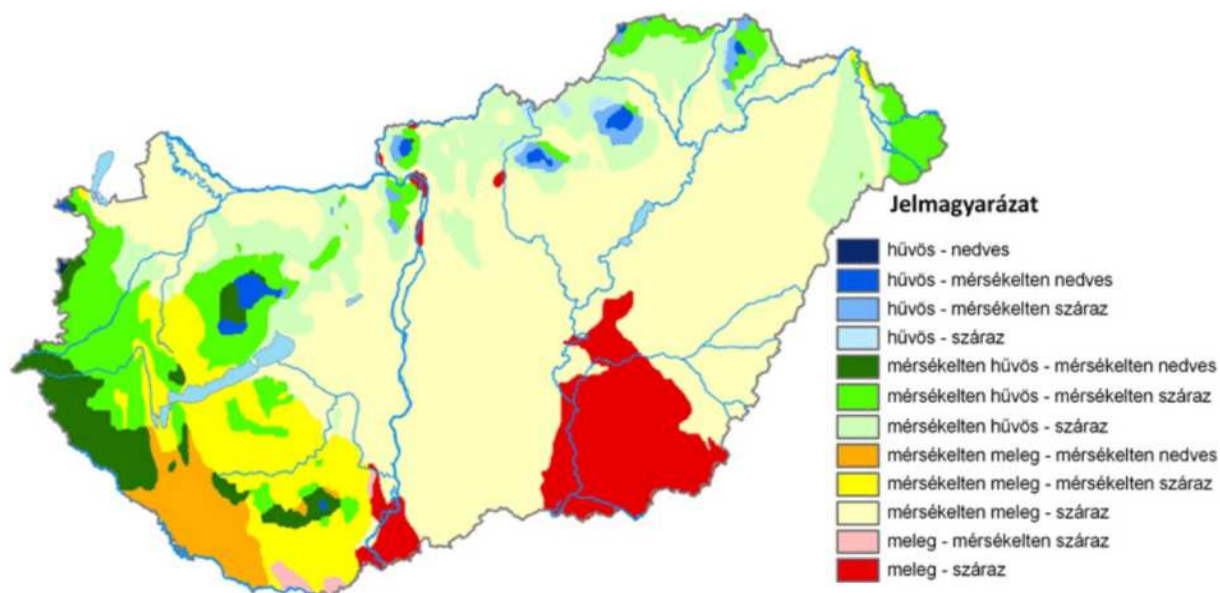 Jelmagyarázat
hűvös - nedves
hűvös - mérsékelten nedves
hűvös - mérsékelten száraz
hűvös - száraz
mérsékelten hűvös - mérsékelten nedves
mérsékelten hűvös - mérsékelten száraz
mérsékelten hűvös - száraz
mérsékelten meleg - mérsékelten nedves
mérsékelten meleg - mérsékelten száraz
mérsékelten meleg - száraz
meleg - mérsékelten száraz
meleg - száraz